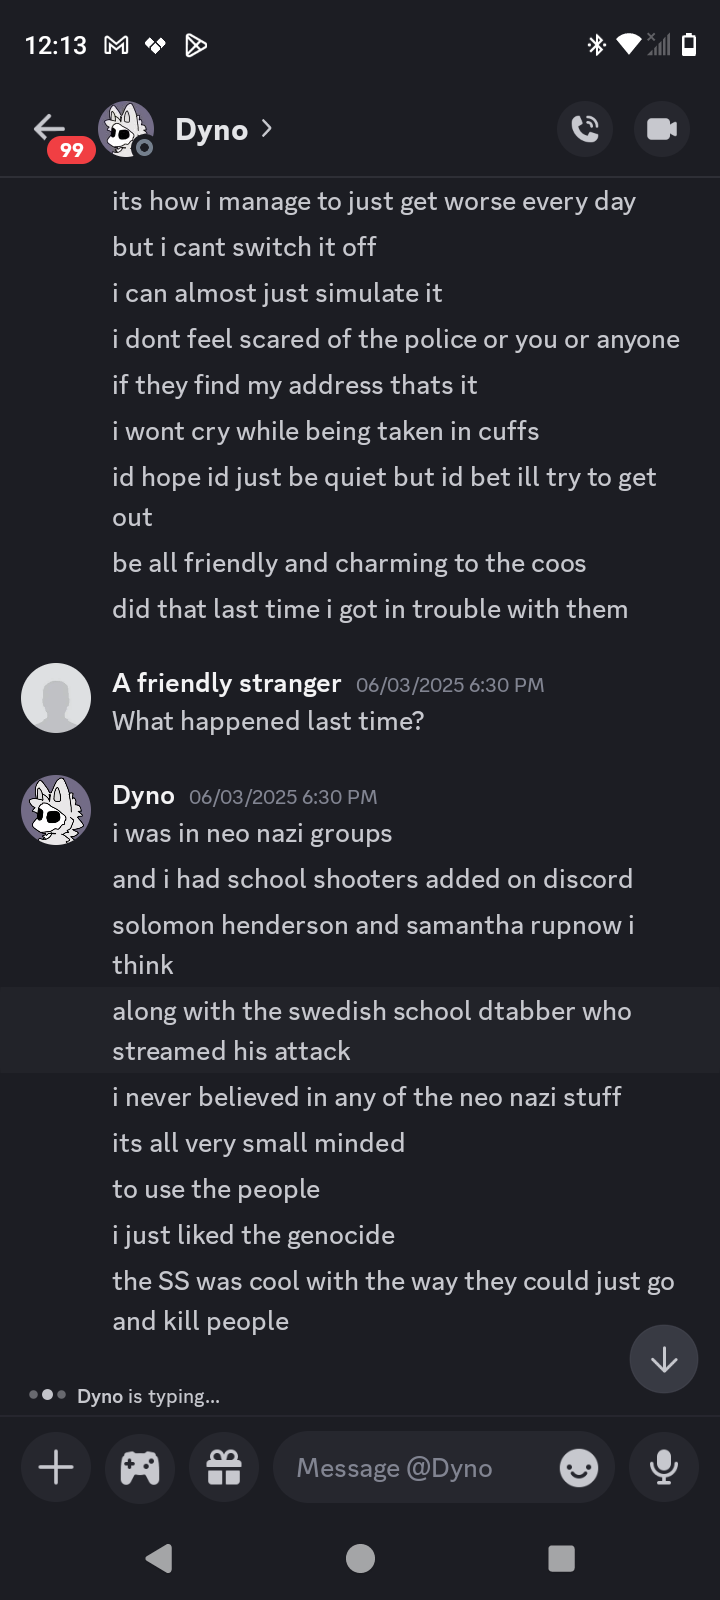 12:13
99
Dyno
its how i manage to just get worse every day
but i cant switch it off
i can almost just simulate it
i dont feel scared of the police or you or anyone
if they find my address thats it
i wont cry while being taken in cuffs
id hope id just be quiet but id bet ill try to get
out
be all friendly and charming to the coos
did that last time i got in trouble with them
A friendly stranger 06/03/2025 6:30 PM
What happened last time?
Dyno 06/03/2025 6:30 PM
i was in neo nazi groups
and i had school shooters added on discord
solomon henderson and samantha rupnow i
think
along with the swedish school dtabber who
streamed his attack
i never believed in any of the neo nazi stuff
its all very small minded
to use the people
i just liked the genocide
the SS was cool with the way they could just go
and kill people
Dyno is typing...
Message @Dyno